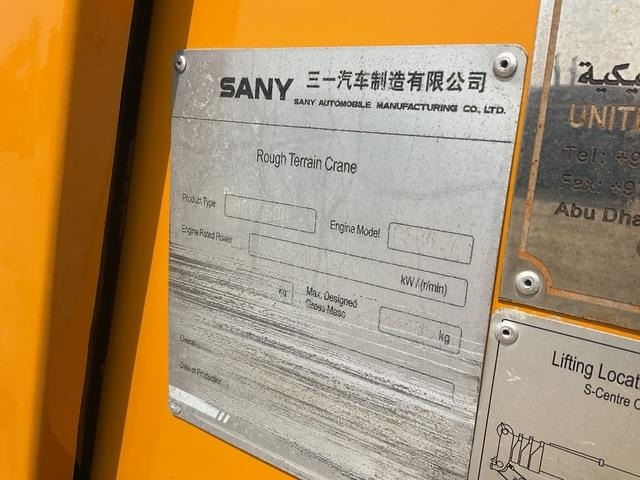 SANY 三一汽车制造有限公司
SANY AUTOMOBILE MANUFACTURING CO., LTD.
Rough Terrain Crane
Product Type
Engine Model
Engine Rated Power
kW / (r/min)
kg
Max. Designed
Gross Mass
kg
Overall
Date of Production
يكية
UNIT
Tel:
Fax:
Abu Dha
Lifting Locat
S-Centre